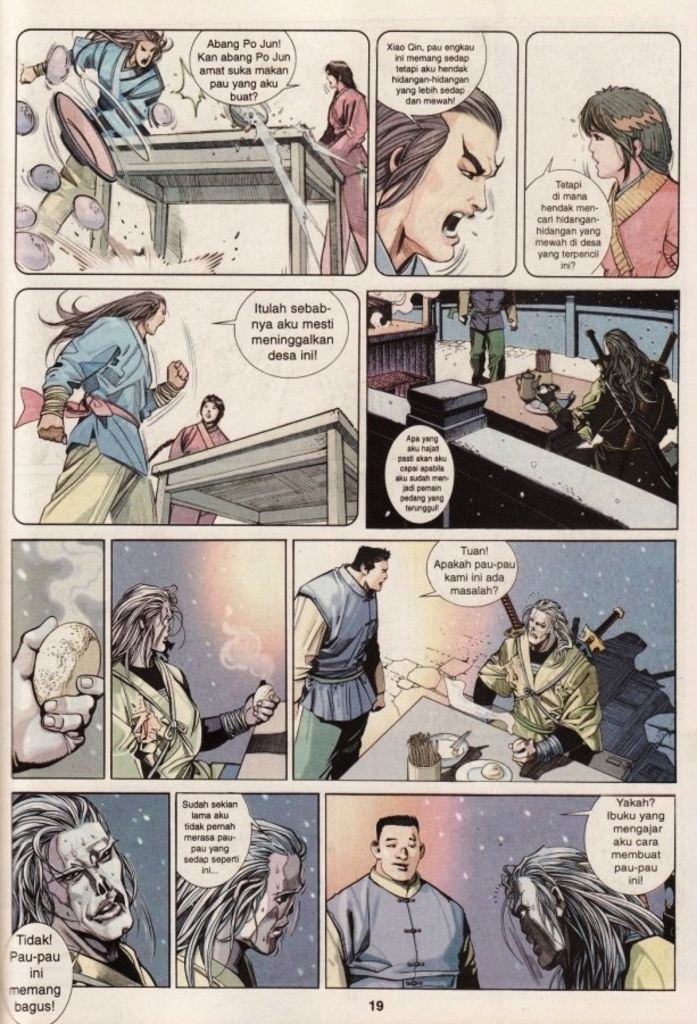 Abang Po Jun!
Kan abang Po Jun
amat suka makan
pau yang aku
buat?
Xiao Qin, pau engkau
ini memang sedap
tetapi aku hendak
hidangan-hidangan
yang lebih sedap
dan mewah!
Tetapi
di mana
hendak men-
cari hidangan-
hidangan yang
mewah di desa
yang terpencil
ini?
Itulah sebab-
nya aku mesti
meninggalkan
desa ini!
Apa yang
aku hajati
pasti akan aku
capai apabila
aku sudah men-
jadi pemain
pedang yang
terunggul!
Tuan!
Apakah pau-pau
kami ini ada
masalah?
Tidak!
Pau-pau
ini
memang
bagus!
Sudah sekian
lama aku
tidak pernah
merasa pau-
pau yang
sedap seperti
ini...
Yakah?
Ibuku yang
mengajar
aku cara
membuat
pau-pau
ini!
19